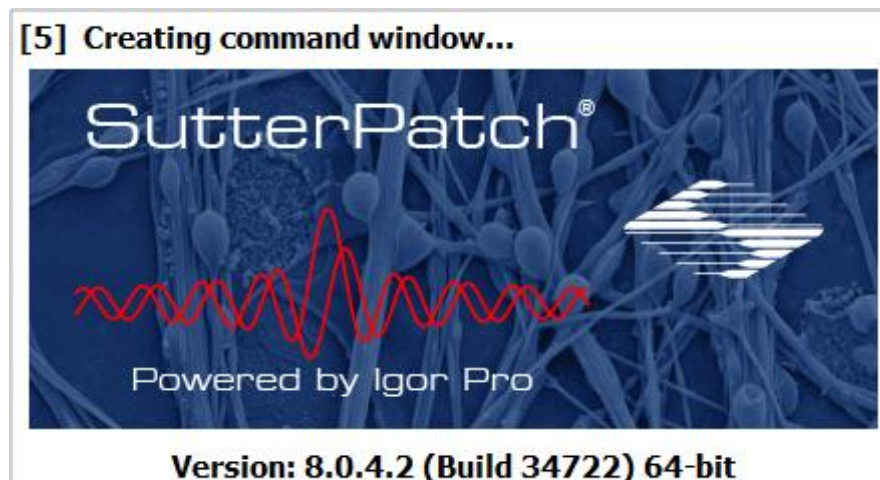 [5] Creating command window...
SutterPatch®
Powered by Igor Pro
Version: 8.0.4.2 (Build 34722) 64-bit